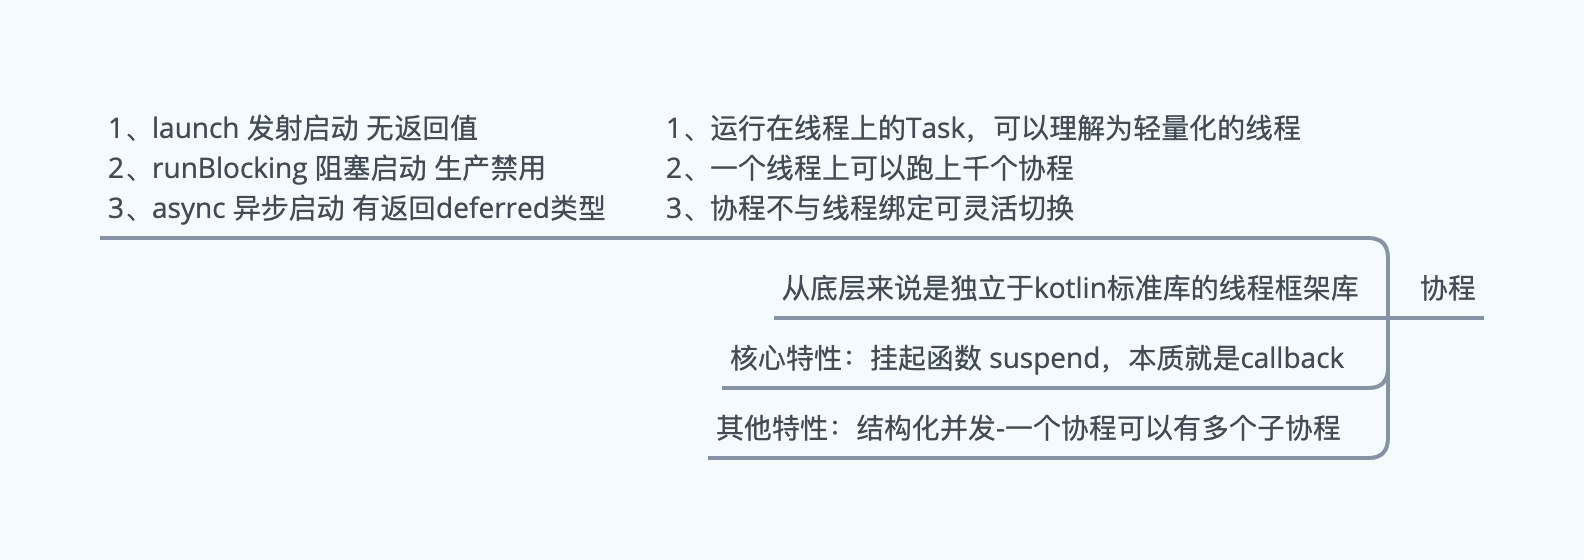 1、launch 发射启动 无返回值
2、runBlocking 阻塞启动 生产禁用
3、async 异步启动 有返回deferred类型
1、运行在线程上的Task，可以理解为轻量化的线程
2、一个线程上可以跑上千个协程
3、协程不与线程绑定可灵活切换
从底层来说是独立于kotlin标准库的线程框架库
协程
核心特性：挂起函数 suspend，本质就是callback
其他特性：结构化并发-一个协程可以有多个子协程